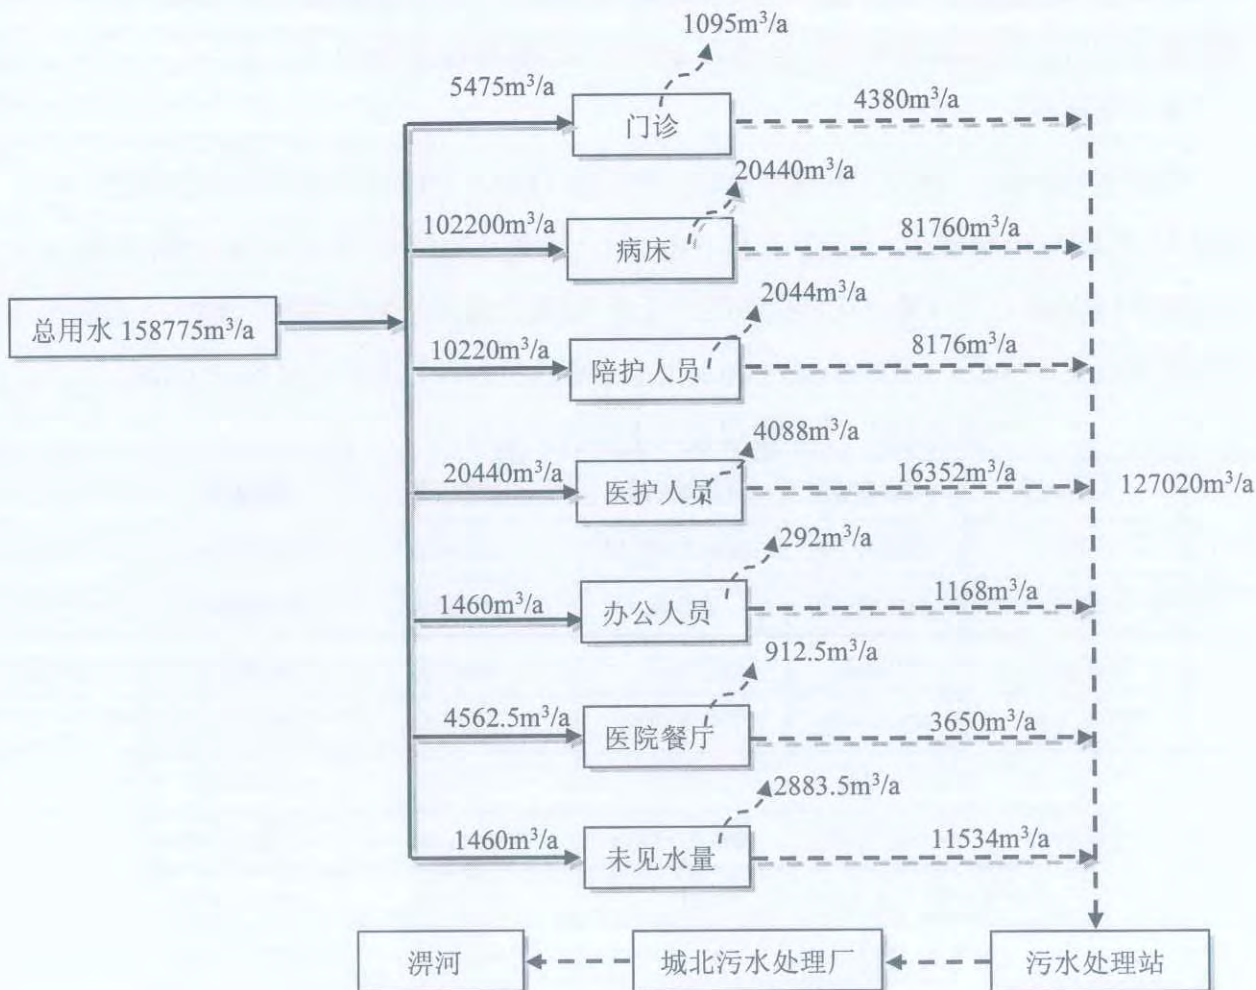 1095m³/a
5475m³/a
门诊
4380m³/a
20440m³/a
102200m³/a
病床
81760m³/a
总用水 158775m³/a
2044m³/a
10220m³/a
陪护人员
8176m³/a
4088m³/a
20440m³/a
医护人员
16352m³/a
127020m³/a
292m³/a
1460m³/a
办公人员
1168m³/a
912.5m³/a
4562.5m³/a
医院餐厅
3650m³/a
2883.5m³/a
1460m³/a
未见水量
11534m³/a
淠河
城北污水处理厂
污水处理站